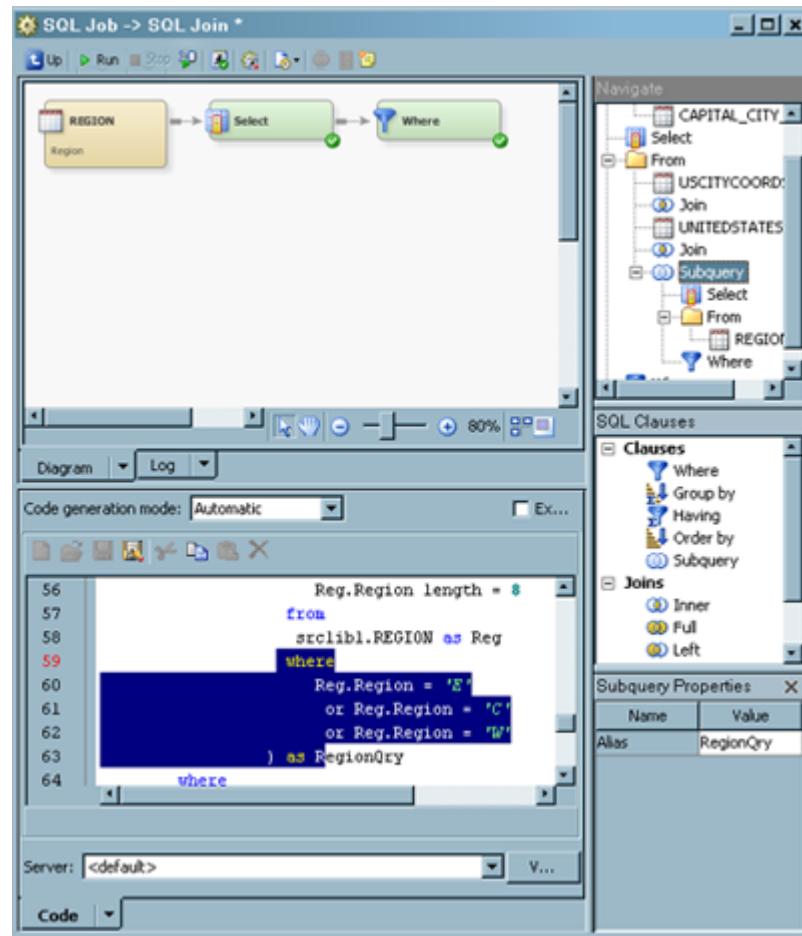 SQL Job -> SQL Join *
Up Run Stop
REGION
Region
Select
Where
80%
Diagram
Log
Navigate
CAPITAL_CITY_
Select
From
USCITYCOORD
Join
UNITEDSTATES
Join
Subquery
Select
From
REGION
Where
SQL Clauses
Clauses
Where
Group by
Having
Order by
Subquery
Joins
Inner
Full
Left
Code generation mode: Automatic
Ex...
56 Reg.Region length = 8
57 from
58 srclib1.REGION as Reg
59 where
60 Reg.Region = 'E'
61 or Reg.Region = 'C'
62 or Reg.Region = 'W'
63 ) as RegionQry
64 where
Server: <default>
V...
Code
Subquery Properties
Name Value
Alias RegionQry